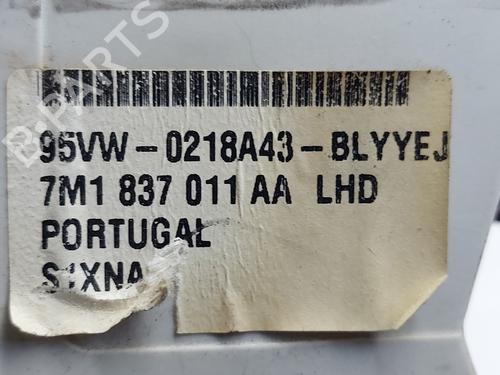 B-PARTS
95VW-0218A43-BLYYEJ
7M1 837 011 AA LHD
PORTUGAL
S1XNA